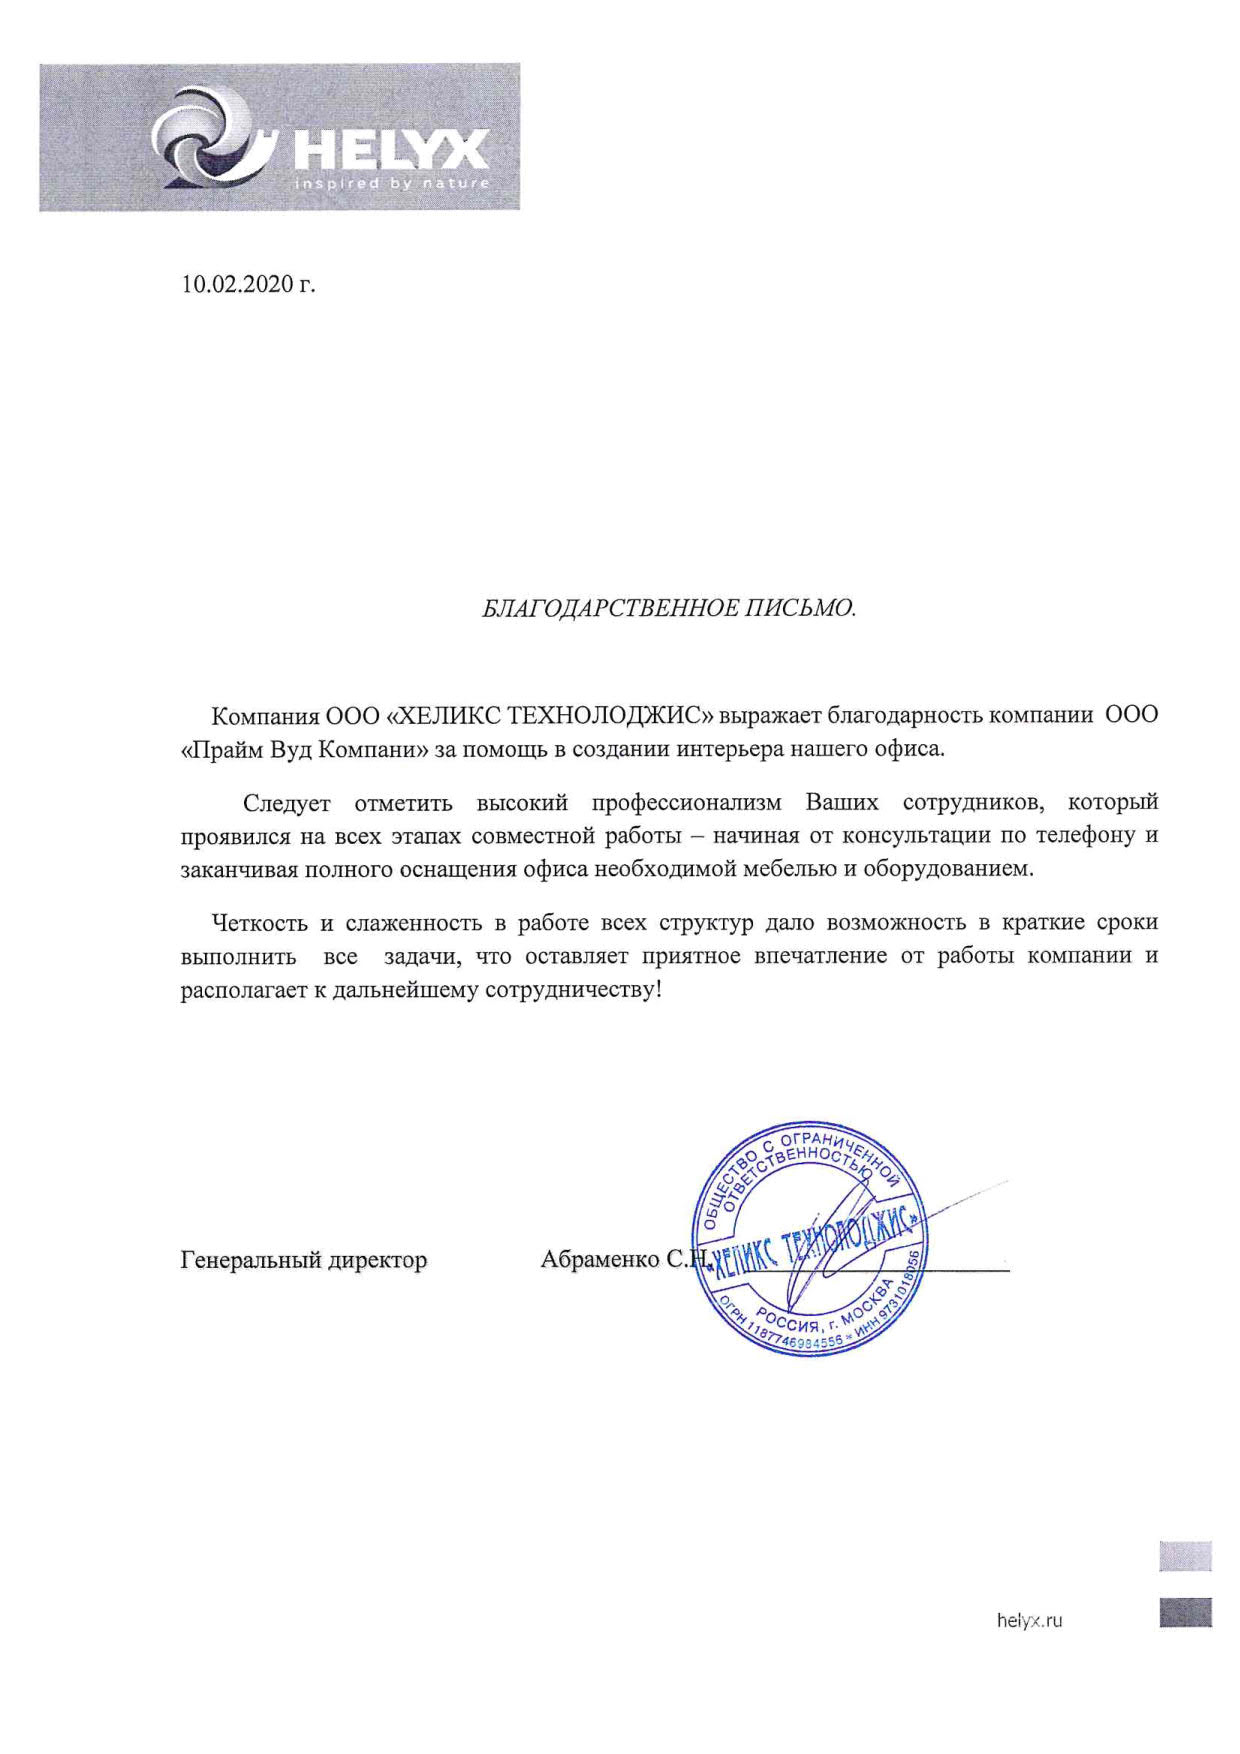 HELYX
inspired by nature
10.02.2020 г.
БЛАГОДАРСТВЕННОЕ ПИСЬМО.
Компания ООО «ХЕЛИКС ТЕХНОЛОДЖИС» выражает благодарность компании ООО
«Прайм Вуд Компани» за помощь в создании интерьера нашего офиса.
Следует отметить высокий профессионализм Ваших сотрудников, который
проявился на всех этапах совместной работы – начиная от консультации по телефону и
заканчивая полного оснащения офиса необходимой мебелью и оборудованием.
Четкость и слаженность в работе всех структур дало возможность в краткие сроки
выполнить все задачи, что оставляет приятное впечатление от работы компании и
располагает к дальнейшему сотрудничеству!
Генеральный директор Абраменко С.Н.
ОБЩЕСТВО С ОГРАНИЧЕННОЙ
ОТВЕТСТВЕННОСТЬЮ
«ХЕЛИКС ТЕХНОЛОДЖИС»
РОССИЯ, г. МОСКВА
ОГРН 1187746984556 * ИНН 9731018056
helyx.ru